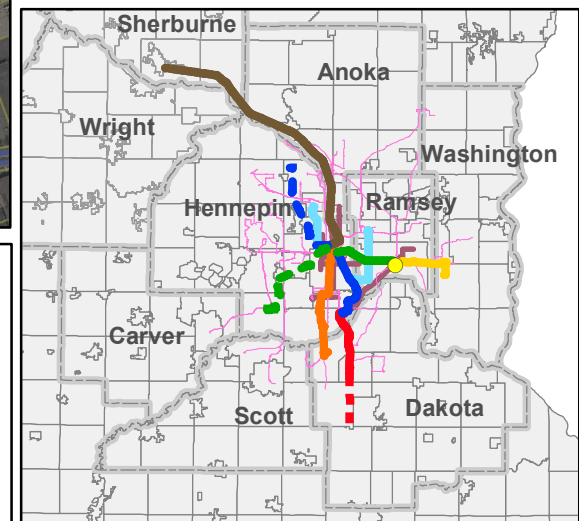 Sherburne
Anoka
Wright
Washington
Hennepin
Ramsey
Carver
Scott
Dakota